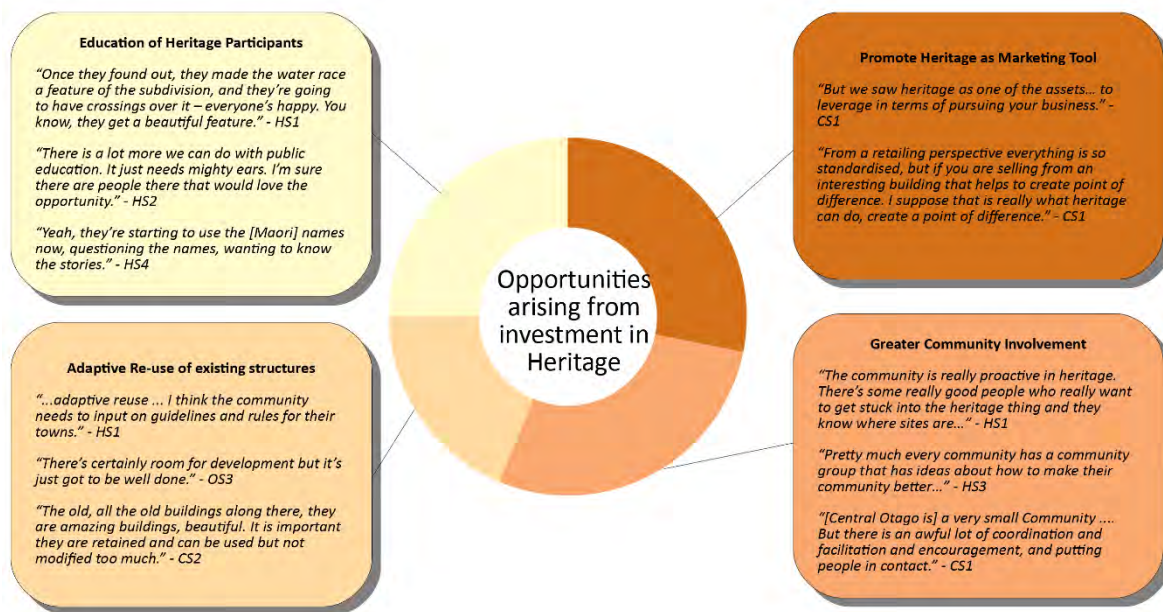 Education of Heritage Participants
“Once they found out, they made the water race
a feature of the subdivision, and they’re going
to have crossings over it – everyone’s happy. You
know, they get a beautiful feature.” - HS1
“There is a lot more we can do with public
education. It just needs mighty ears. I’m sure
there are people there that would love the
opportunity.” - HS2
“Yeah, they’re starting to use the [Maori] names
now, questioning the names, wanting to know
the stories.” - HS4
Promote Heritage as Marketing Tool
“But we saw heritage as one of the assets... to
leverage in terms of pursuing your business.” -
CS1
“From a retailing perspective everything is so
standardised, but if you are selling from an
interesting building that helps to create point of
difference. I suppose that is really what heritage
can do, create a point of difference.” - CS1
Opportunities
arising from
investment in
Heritage
Adaptive Re-use of existing structures
“...adaptive reuse ... I think the community
needs to input on guidelines and rules for their
towns.” - HS1
“There’s certainly room for development but it’s
just got to be well done.” - OS3
“The old, all the old buildings along there, they
are amazing buildings, beautiful. It is important
they are retained and can be used but not
modified too much.” - CS2
Greater Community Involvement
“The community is really proactive in heritage.
There’s some really good people who really want
to get stuck into the heritage thing and they
know where sites are...” - HS1
“Pretty much every community has a community
group that has ideas about how to make their
community better...” - HS3
“[Central Otago is] a very small Community ....
But there is an awful lot of coordination and
facilitation and encouragement, and putting
people in contact.” - CS1